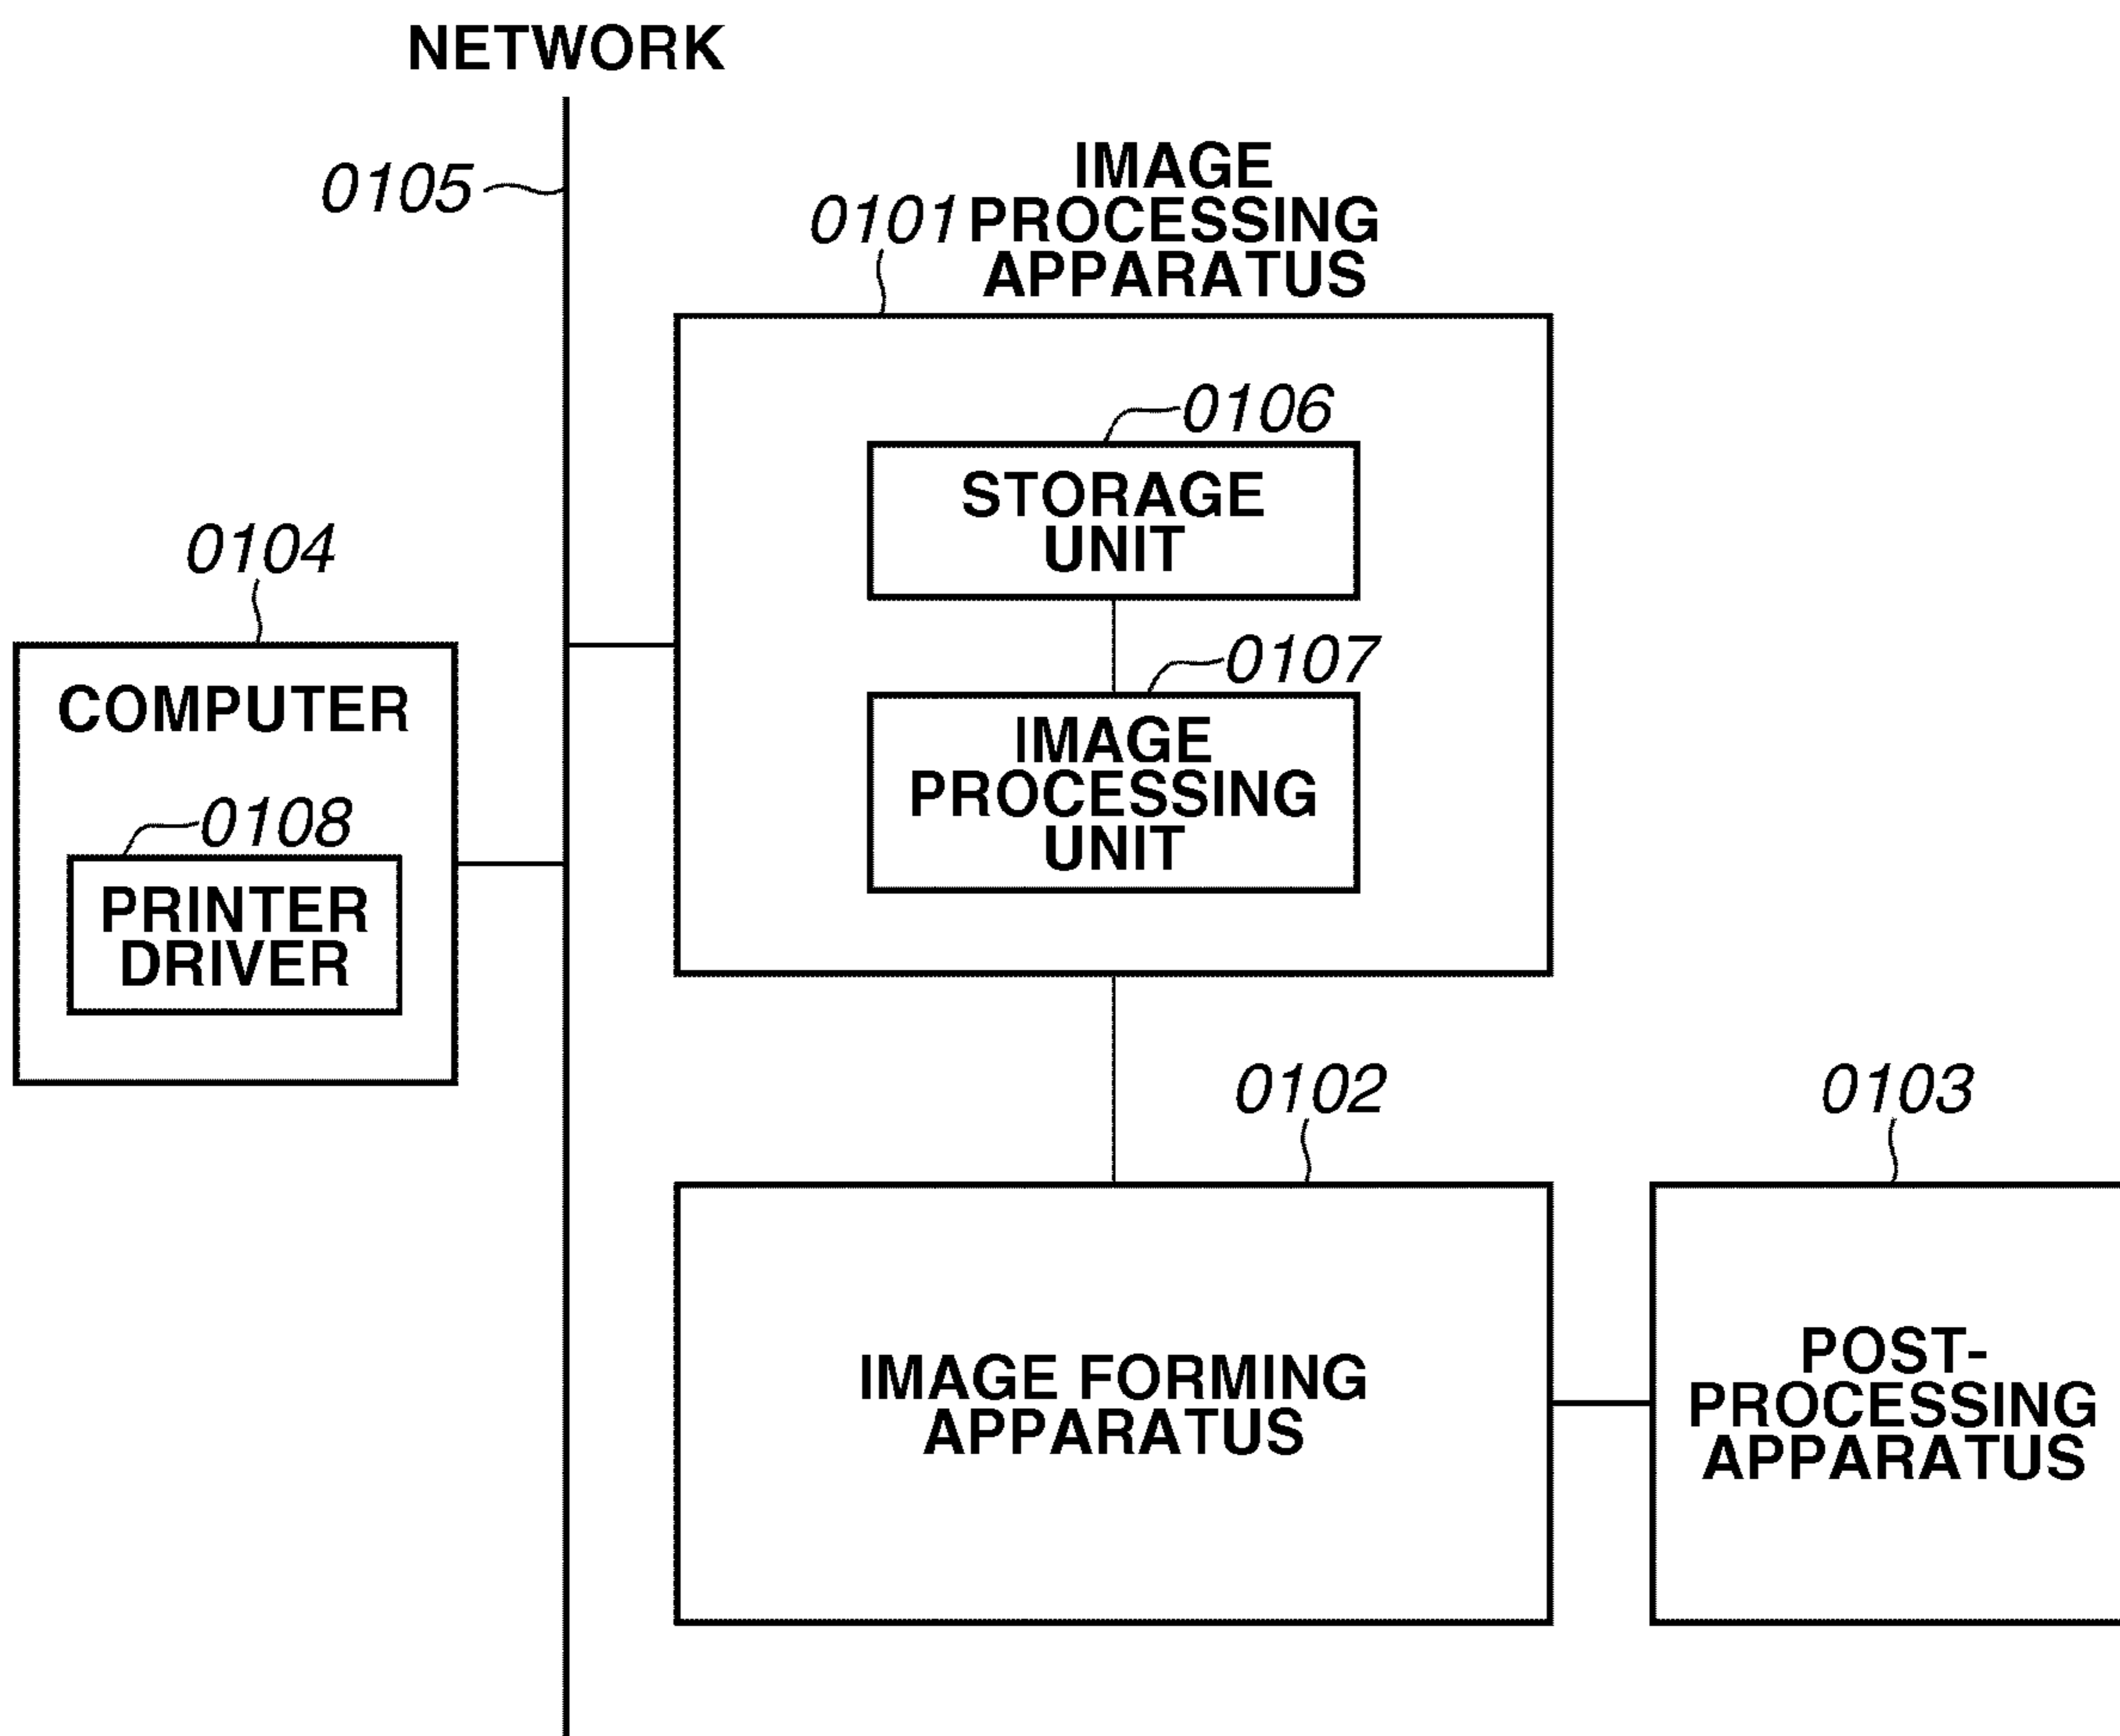 NETWORK
0105
IMAGE
0101 PROCESSING
APPARATUS
0106
STORAGE
UNIT
0104
0107
COMPUTER
IMAGE
PROCESSING
UNIT
0108
PRINTER
DRIVER
0102
0103
IMAGE FORMING
APPARATUS
POST-
PROCESSING
APPARATUS